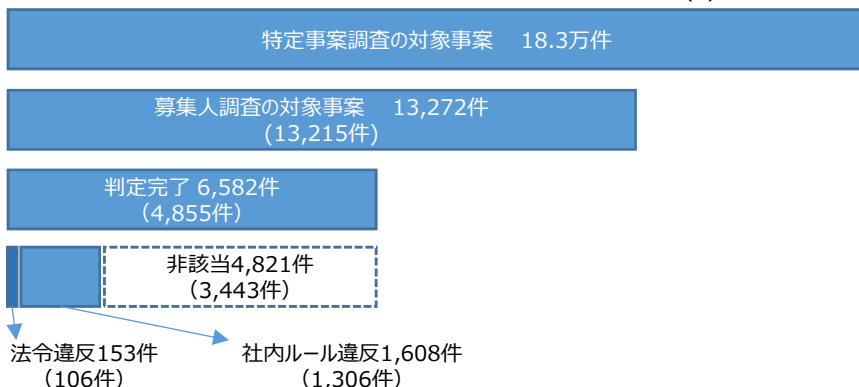 特定事案調査の対象事案 18.3万件
募集人調査の対象事案 13,272件
(13,215件)
判定完了 6,582件
（4,855件）
非該当4,821件
（3,443件）
法令違反153件
（106件）
社内ルール違反1,608件
（1,306件）